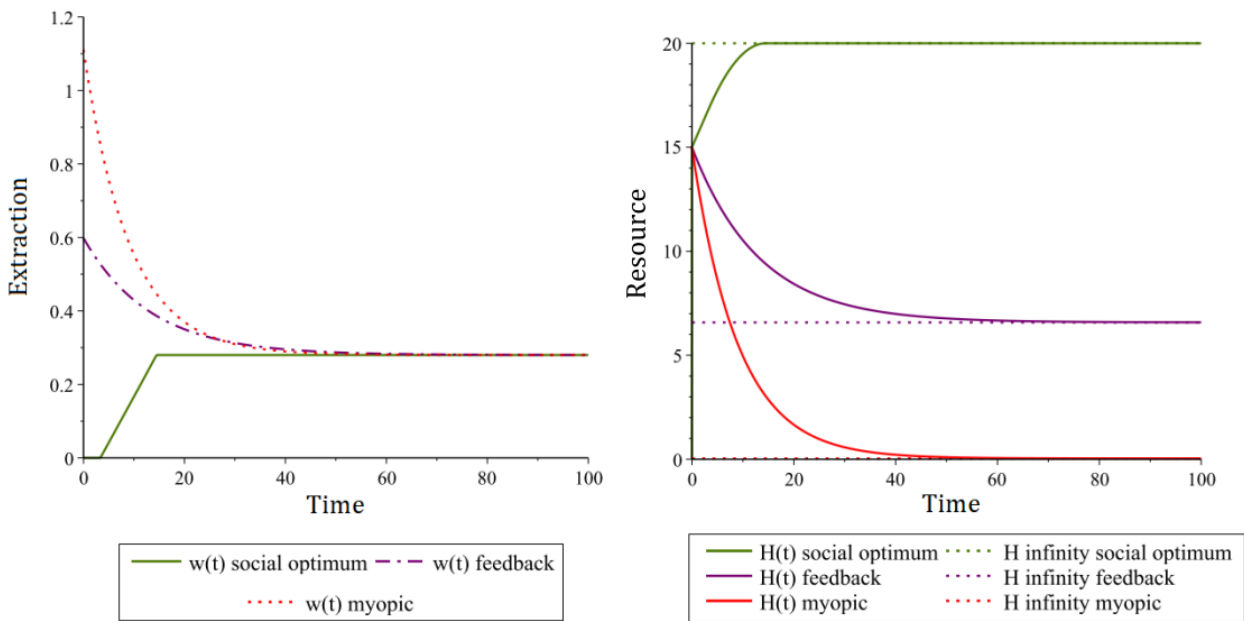 1.2
1
0.8
0.6
0.4
0.2
0
Extraction
0 20 40 60 80 100
Time
w(t) social optimum w(t) feedback
w(t) myopic
20
15
10
5
0
Resource
0 20 40 60 80 100
Time
H(t) social optimum H infinity social optimum
H(t) feedback H infinity feedback
H(t) myopic H infinity myopic